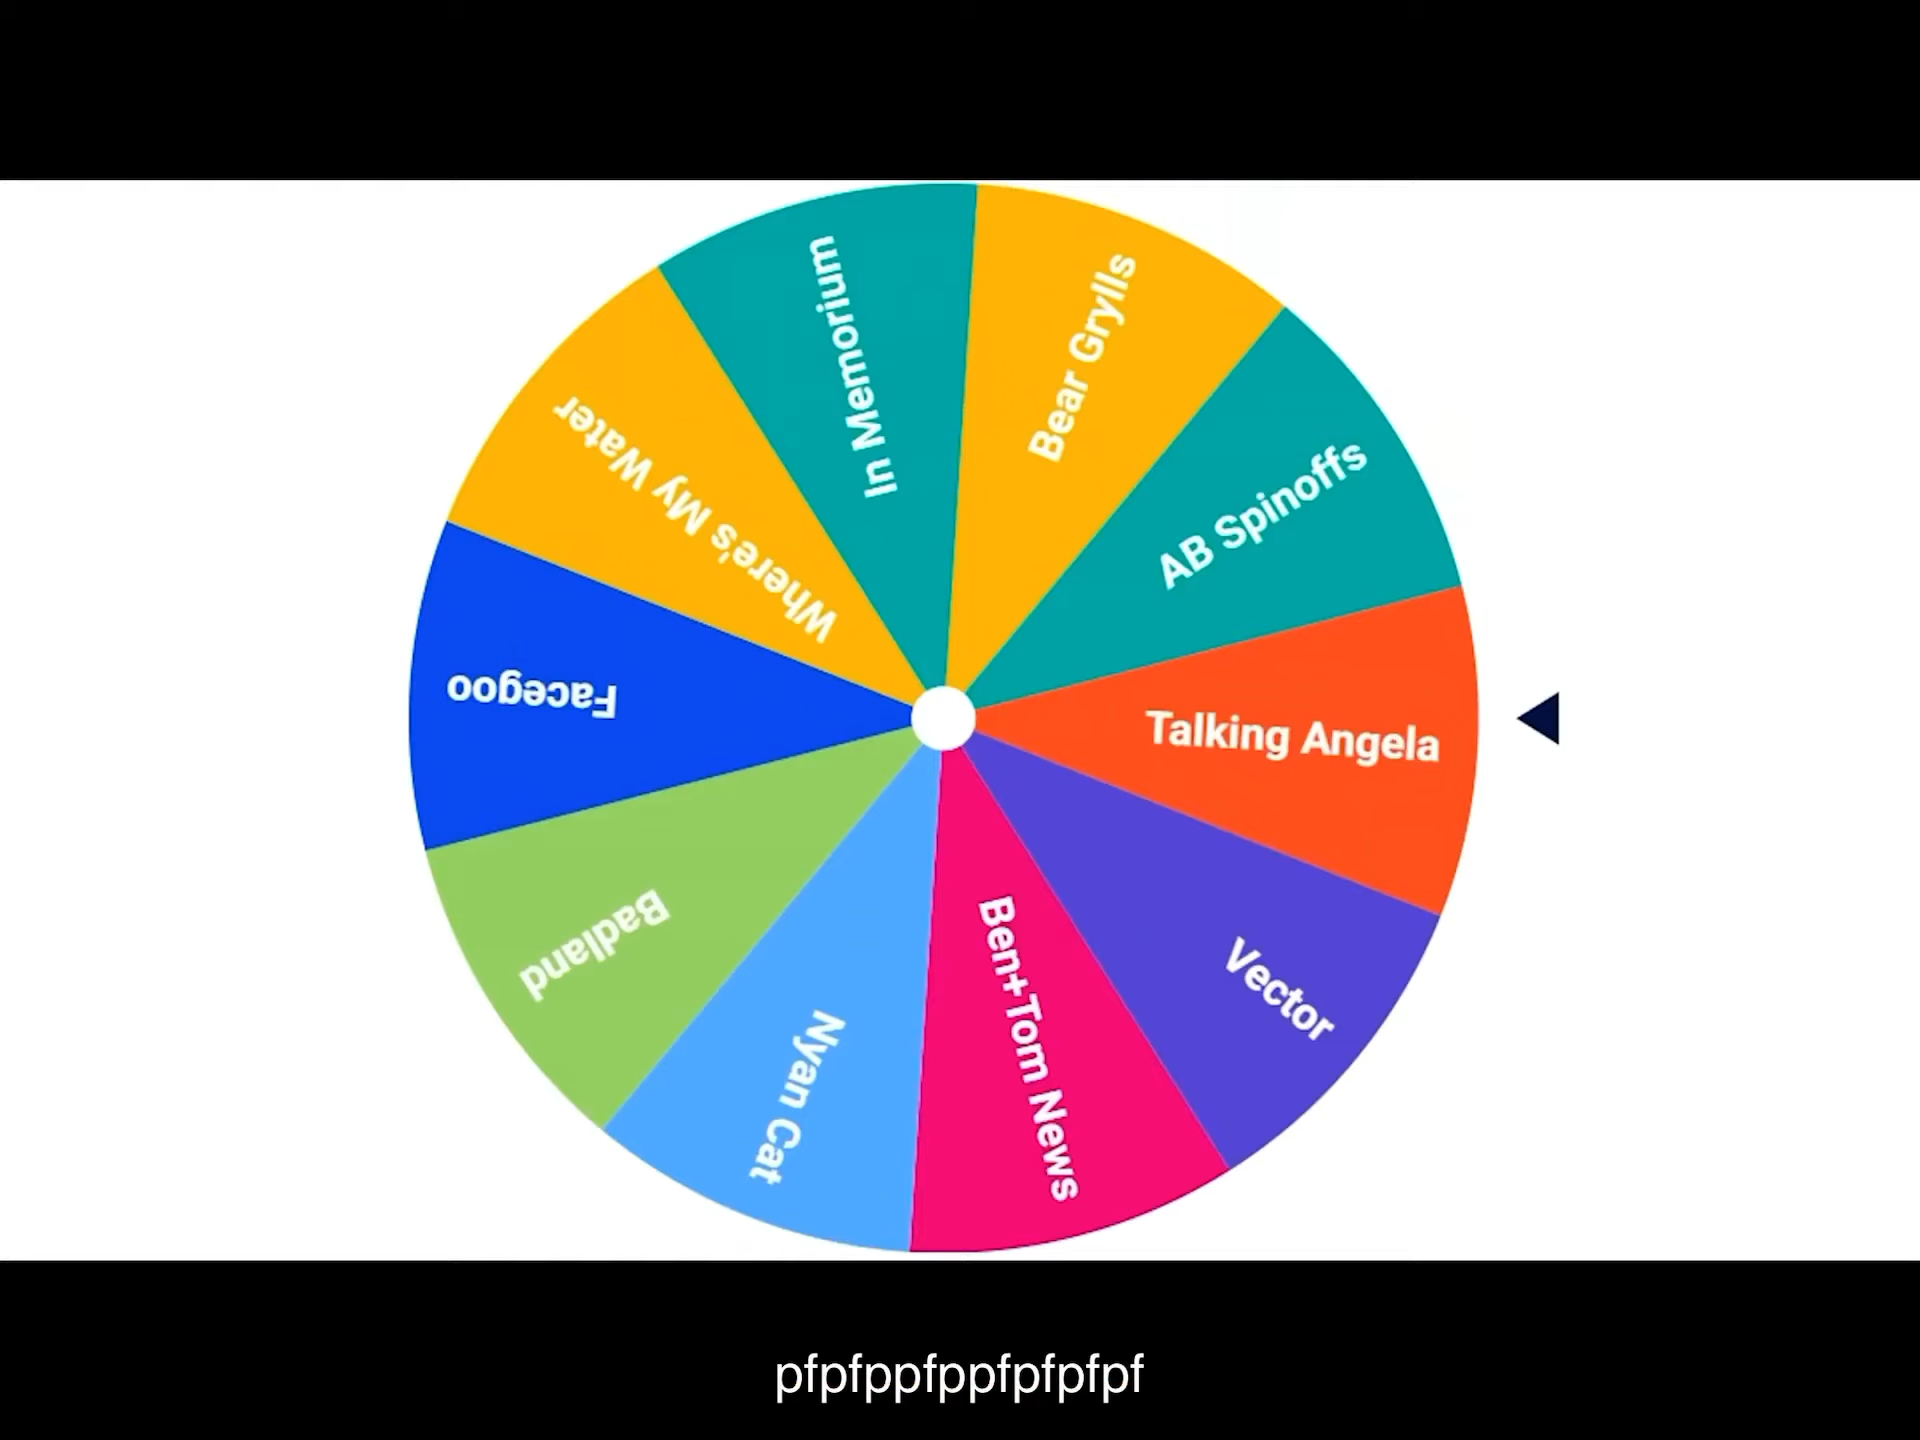 In Memorium
Bear Grylls
AB Spinoffs
Talking Angela
Vector
Ben+Tom News
Nyan Cat
Badland
Facegoo
Where's My Water
pfpfppfppfpfpfpf